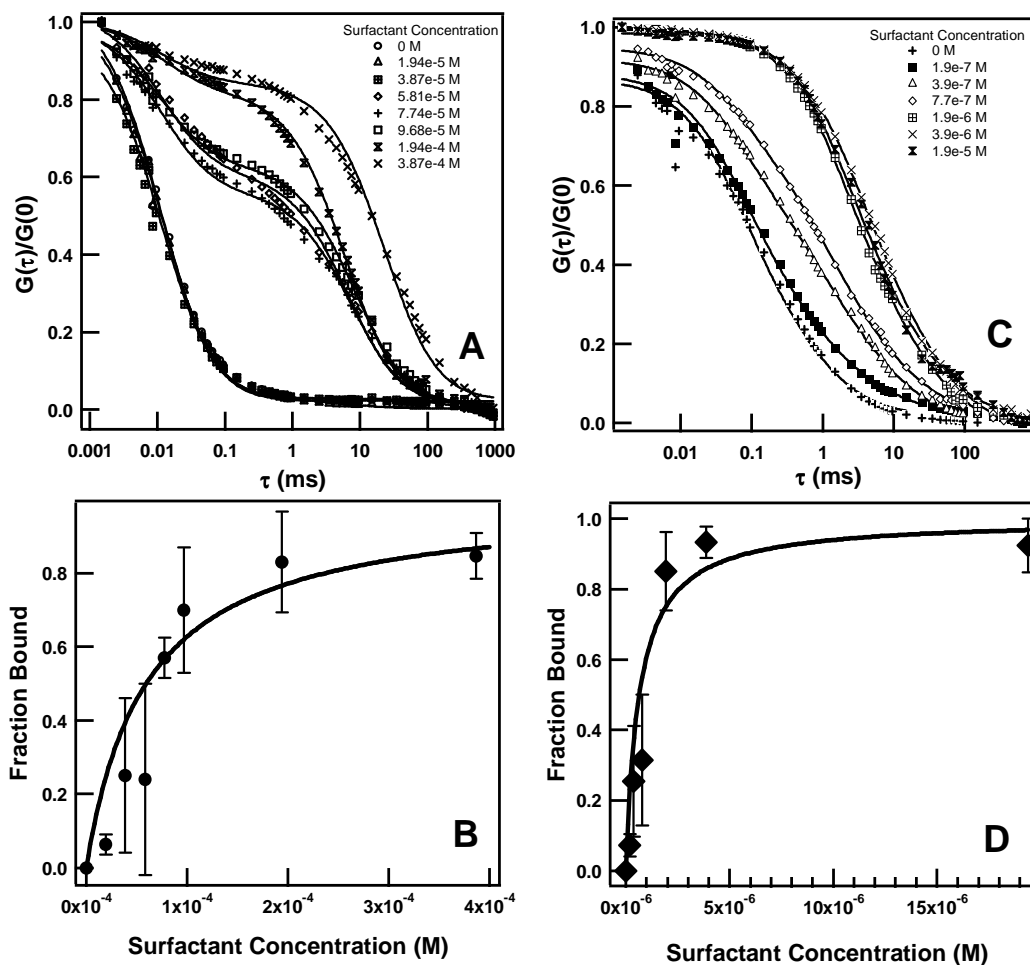 1.0
0.8
0.6
0.4
0.2
0.0
G(τ)/G(0)
Surfactant Concentration
0 M
1.94e-5 M
3.87e-5 M
5.81e-5 M
7.74e-5 M
9.68e-5 M
1.94e-4 M
3.87e-4 M
A
0.001
0.01
0.1
1
10
100
1000
τ (ms)
1.0
0.8
0.6
0.4
0.2
0.0
G(τ)/G(0)
Surfactant Concentration
0 M
1.9e-7 M
3.9e-7 M
7.7e-7 M
1.9e-6 M
3.9e-6 M
1.9e-5 M
C
0.01
0.1
1
10
100
τ (ms)
0.8
0.6
0.4
0.2
0.0
Fraction Bound
B
0x10⁻⁴
1x10⁻⁴
2x10⁻⁴
3x10⁻⁴
4x10⁻⁴
Surfactant Concentration (M)
1.0
0.8
0.6
0.4
0.2
0.0
Fraction Bound
D
0x10⁻⁶
5x10⁻⁶
10x10⁻⁶
15x10⁻⁶
Surfactant Concentration (M)